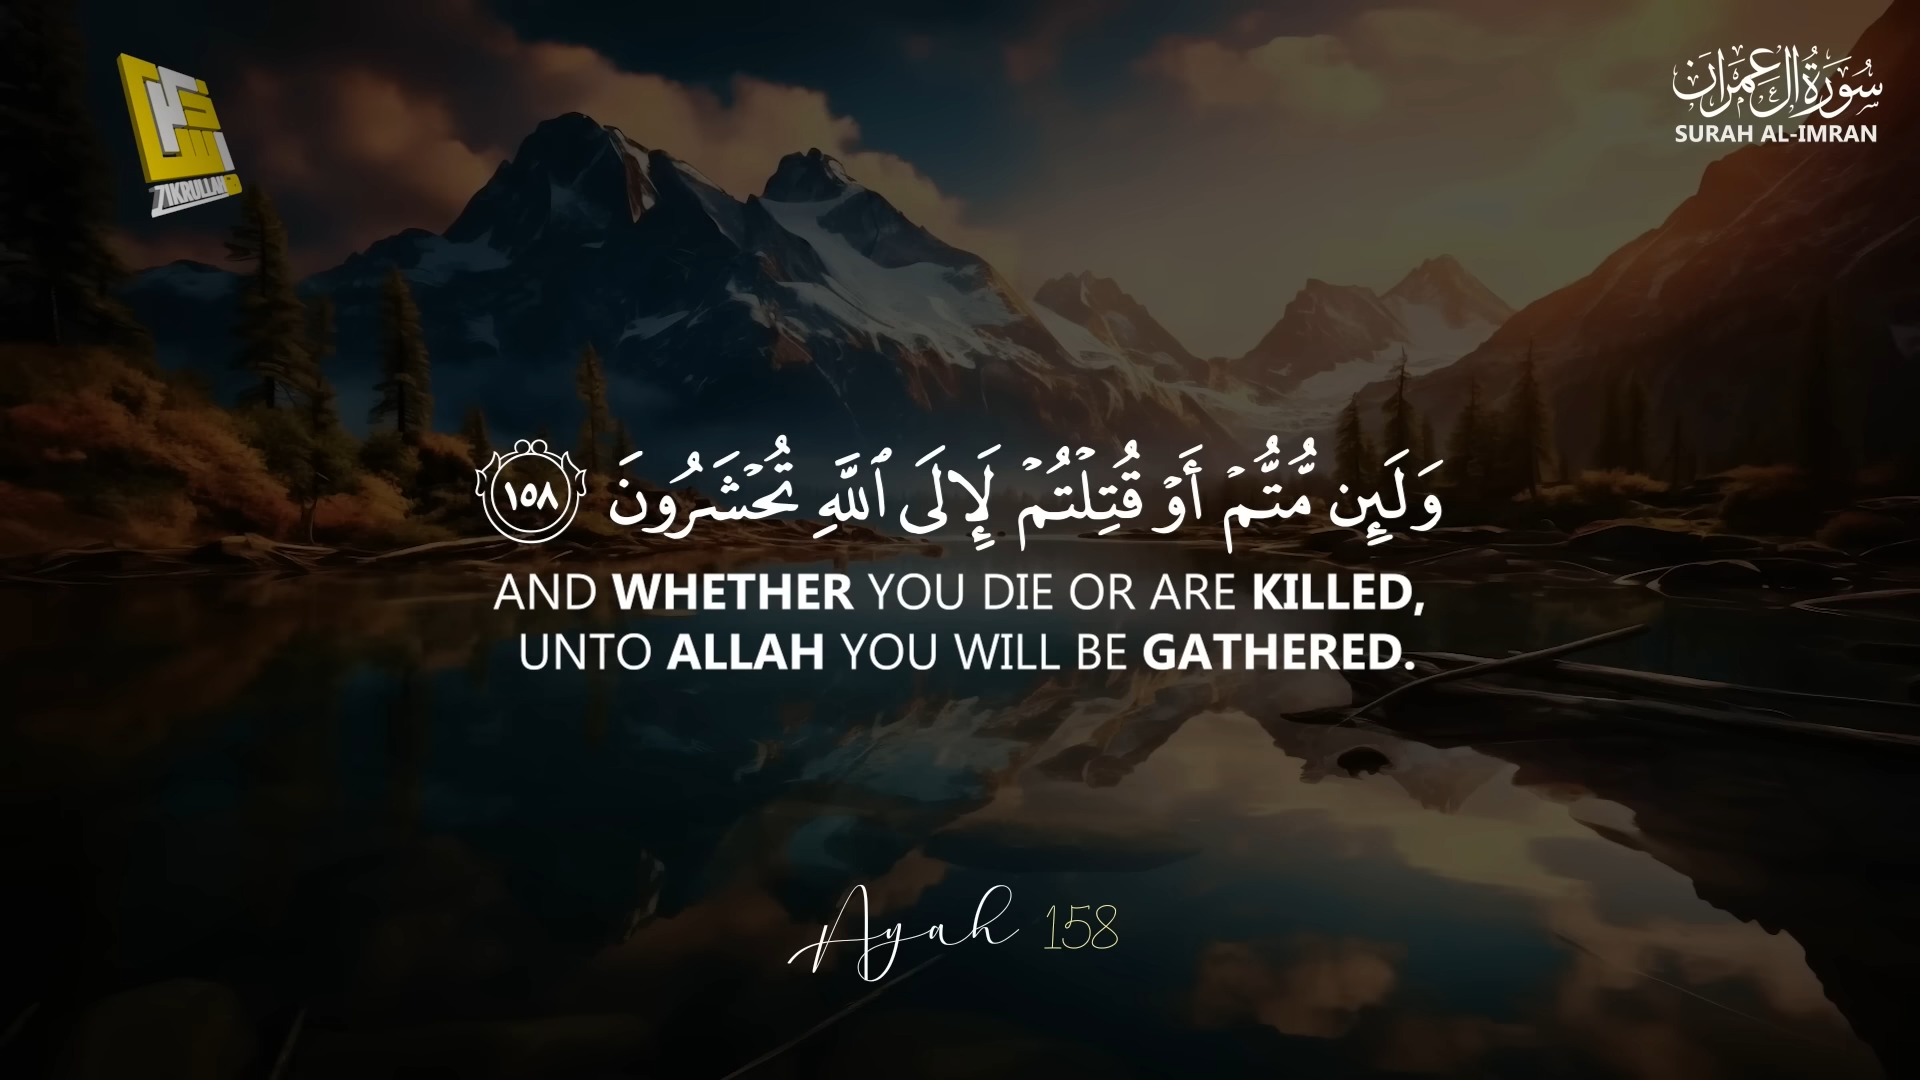 ZIKRULLAH
سُورَةُ اٰلِ عِمْرَان
SURAH AL-IMRAN
وَلَئِن مُّتُّمْ أَوْ قُتِلْتُمْ لَإِلَى ٱللَّهِ تُحْشَرُونَ ١٥٨
AND WHETHER YOU DIE OR ARE KILLED,
UNTO ALLAH YOU WILL BE GATHERED.
Ayah 158